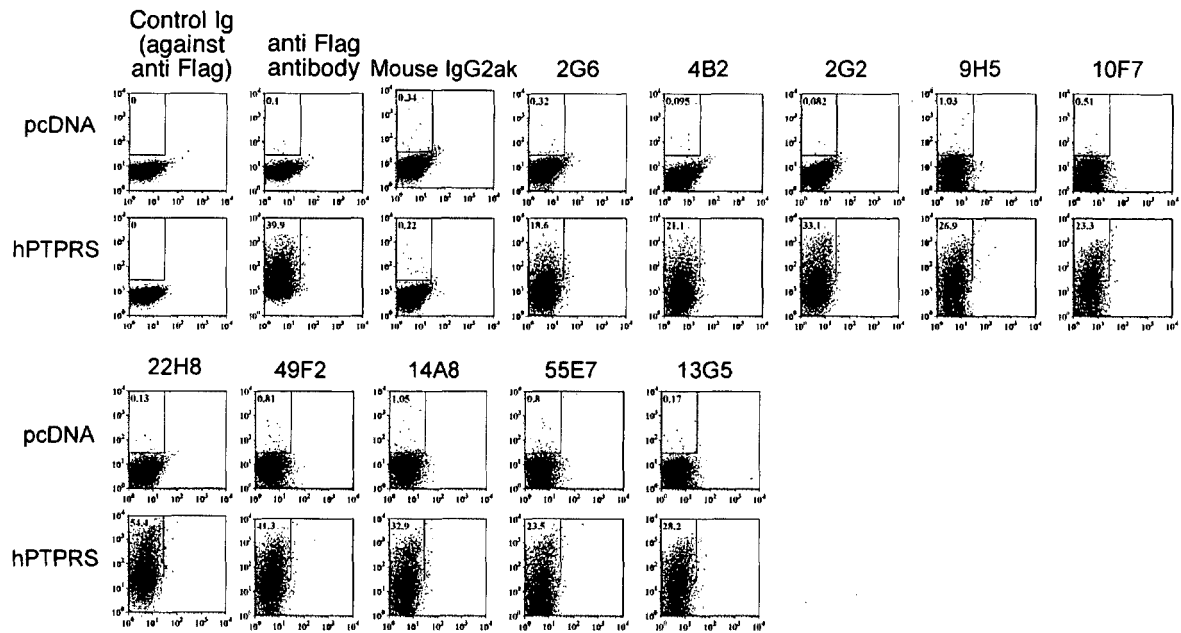 Control Ig
(against
anti Flag)
anti Flag
antibody
Mouse IgG2ak
2G6
4B2
2G2
9H5
10F7
pcDNA
0
0.1
0.34
0.32
0.095
0.082
1.03
0.51
hPTPRS
0
39.9
0.22
18.6
21.1
33.1
26.9
23.3
22H8
49F2
14A8
55E7
13G5
pcDNA
0.13
0.81
1.05
0.8
0.17
hPTPRS
54.4
41.3
32.9
23.5
28.2